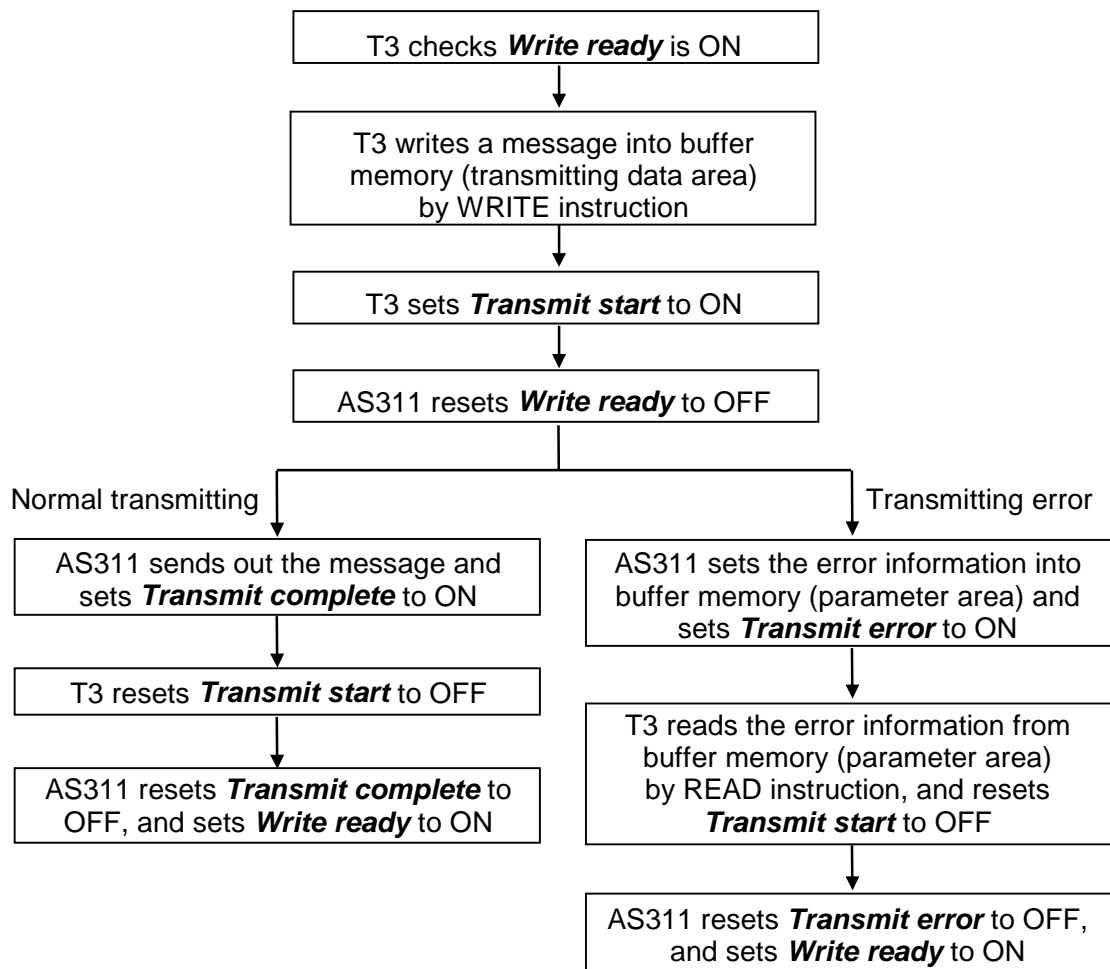 T3 checks Write ready is ON
T3 writes a message into buffer
memory (transmitting data area)
by WRITE instruction
T3 sets Transmit start to ON
AS311 resets Write ready to OFF
Normal transmitting
AS311 sends out the message and
sets Transmit complete to ON
T3 resets Transmit start to OFF
AS311 resets Transmit complete to
OFF, and sets Write ready to ON
Transmitting error
AS311 sets the error information into
buffer memory (parameter area) and
sets Transmit error to ON
T3 reads the error information from
buffer memory (parameter area)
by READ instruction, and resets
Transmit start to OFF
AS311 resets Transmit error to OFF,
and sets Write ready to ON